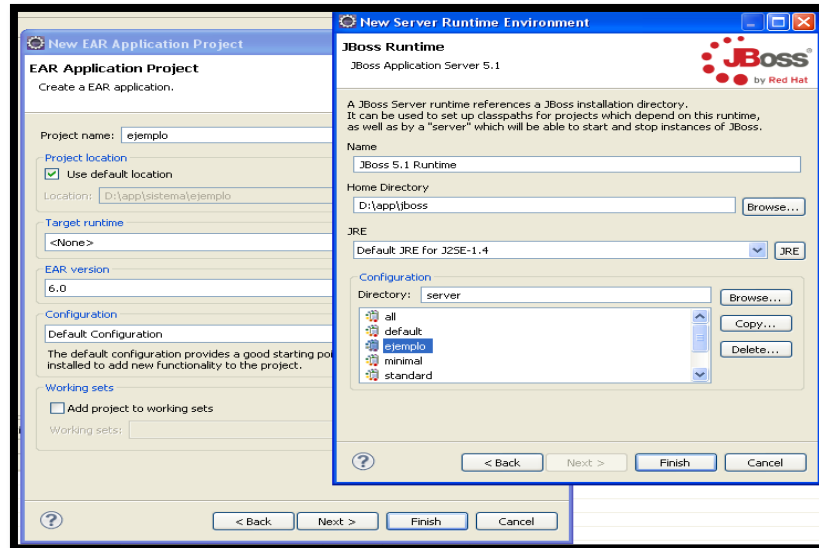 New EAR Application Project
EAR Application Project
Create a EAR application.
Project name: ejemplo
Project location
Use default location
Location: D:\app\sistema\ejemplo
Target runtime
<None>
EAR version
6.0
Configuration
Default Configuration
The default configuration provides a good starting poi
installed to add new functionality to the project.
Working sets
Add project to working sets
Working sets:
< Back Next > Finish Cancel
New Server Runtime Environment
JBoss Runtime
JBoss Application Server 5.1
JBoss
by Red Hat
A JBoss Server runtime references a JBoss installation directory.
It can be used to set up classpaths for projects which depend on this runtime,
as well as by a "server" which will be able to start and stop instances of JBoss.
Name
JBoss 5.1 Runtime
Home Directory
D:\app\jboss Browse...
JRE
Default JRE for J2SE-1.4 JRE
Configuration
Directory: server Browse...
all
default
ejemplo
minimal
standard
Copy...
Delete...
< Back Next > Finish Cancel